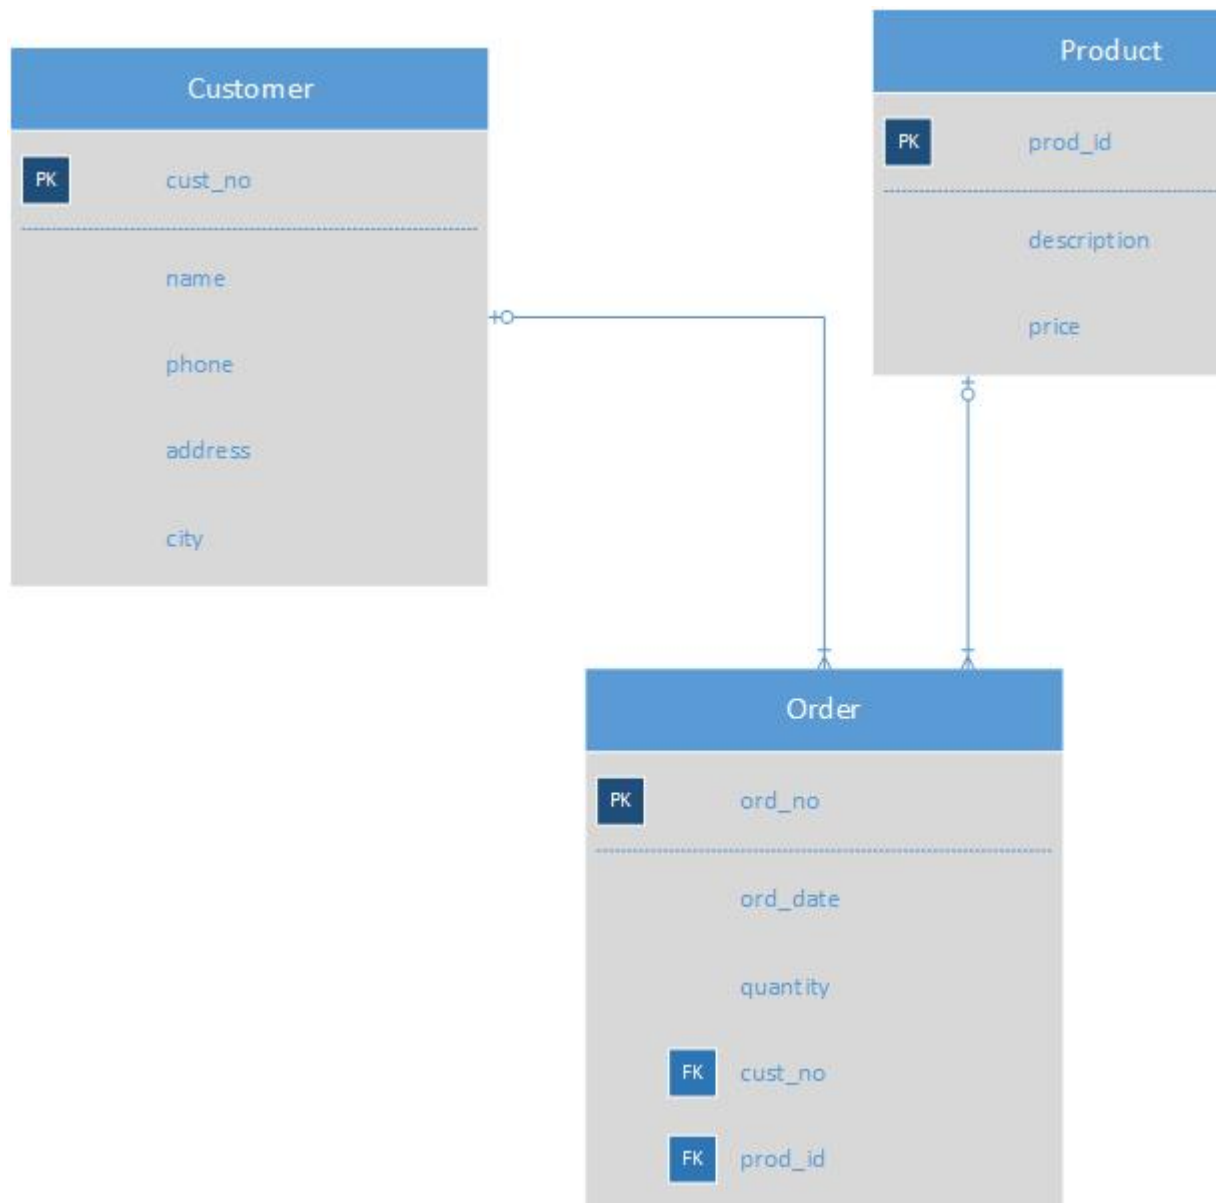 Customer
PK cust_no
name
phone
address
city
Product
PK prod_id
description
price
Order
PK ord_no
ord_date
quantity
FK cust_no
FK prod_id